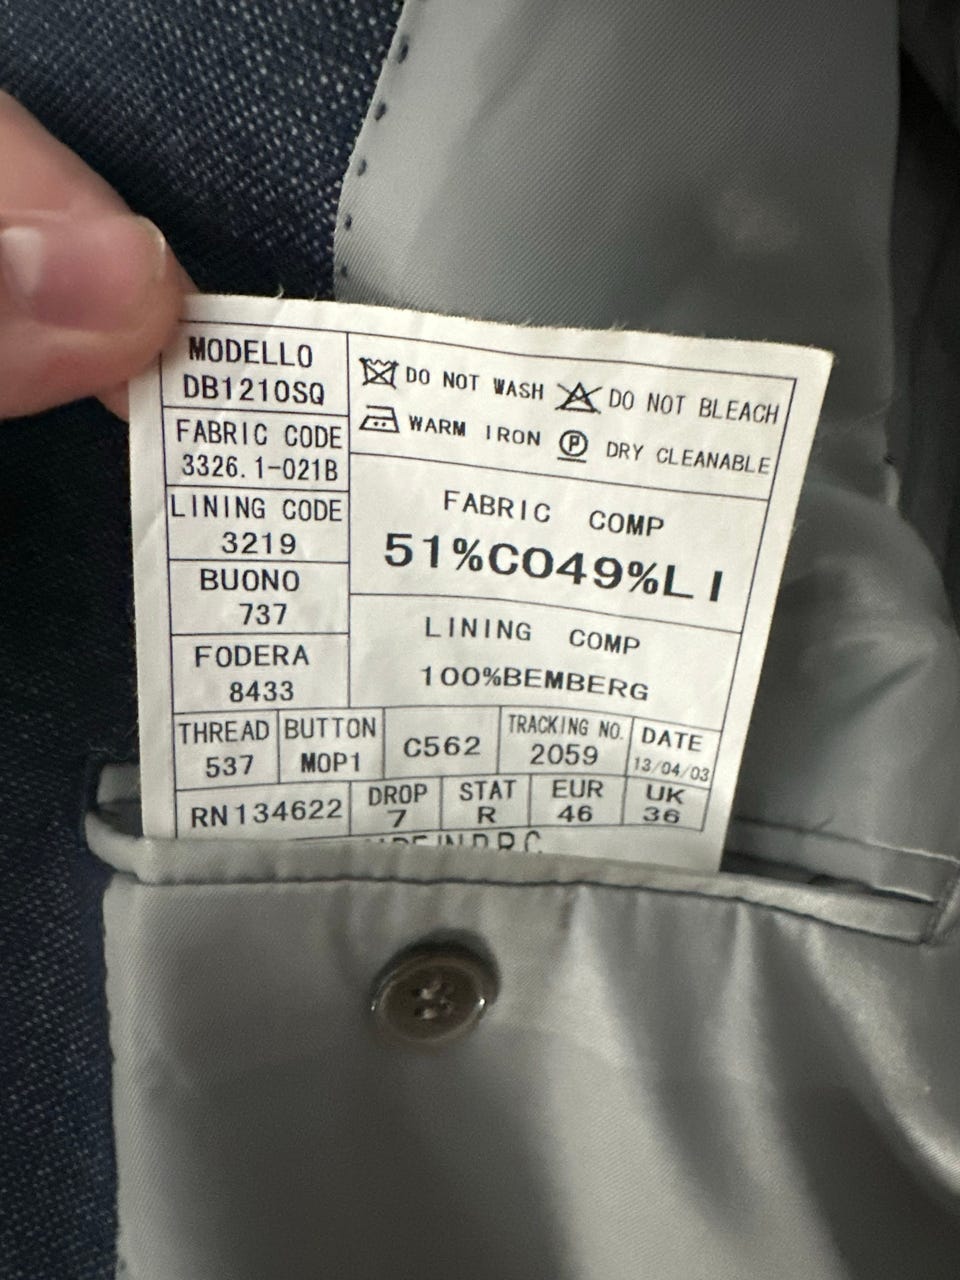 MODELLO
DB1210SQ
FABRIC CODE
3326.1-021B
LINING CODE
3219
BUONO
737
FODERA
8433
DO NOT WASH DO NOT BLEACH
WARM IRON P DRY CLEANABLE
FABRIC COMP
51%CO49%LI
LINING COMP
100%BEMBERG
THREAD
537
BUTTON
MOP1
C562
TRACKING NO.
2059
DATE
13/04/03
RN134622
DROP
7
STAT
R
EUR
46
UK
36
MADE IN P.R.C.